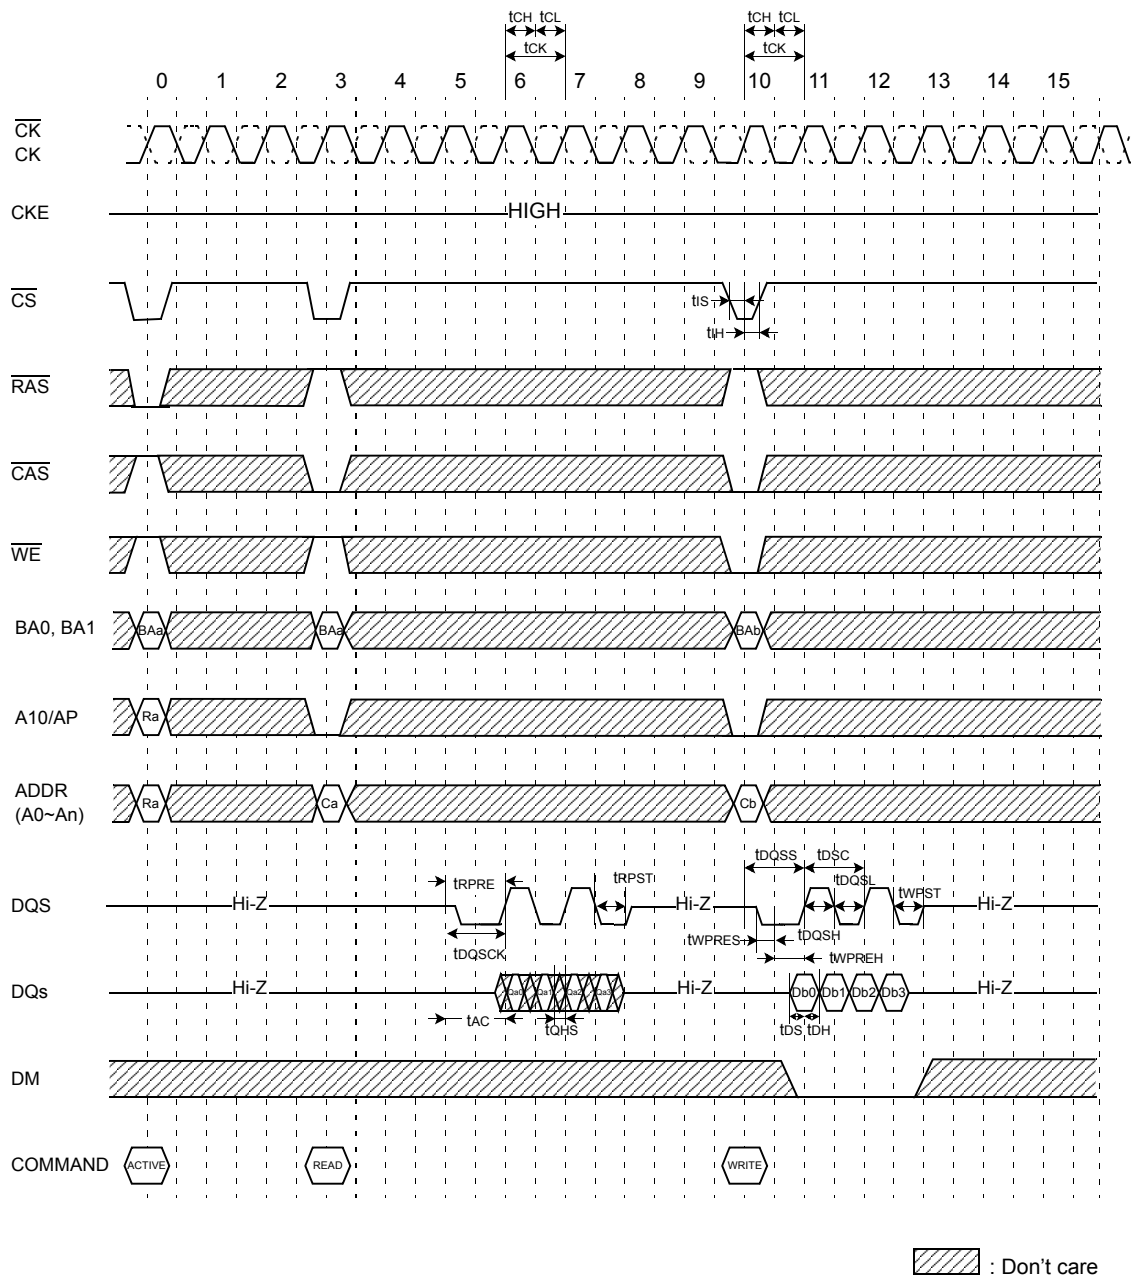 tCH tCL tCH tCL
tCK tCK
0 1 2 3 4 5 6 7 8 9 10 11 12 13 14 15
CK
CK
CKE HIGH
CS
tIS
tIH
RAS
CAS
WE
BA0, BA1 BAa BAa BAb
A10/AP Ra
ADDR
(A0~An) Ra Ca Cb
tDQSS tDSC
tRPRE tRPST tDQSL tWPST
DQS Hi-Z Hi-Z Hi-Z
tWPRES tDQSH
tDQSCK tWPREH
DQs Hi-Z Qa0 Qa1 Qa2 Qa3 Hi-Z Db0 Db1 Db2 Db3 Hi-Z
tAC tQHS tDS tDH
DM
COMMAND ACTIVE READ WRITE
: Don't care